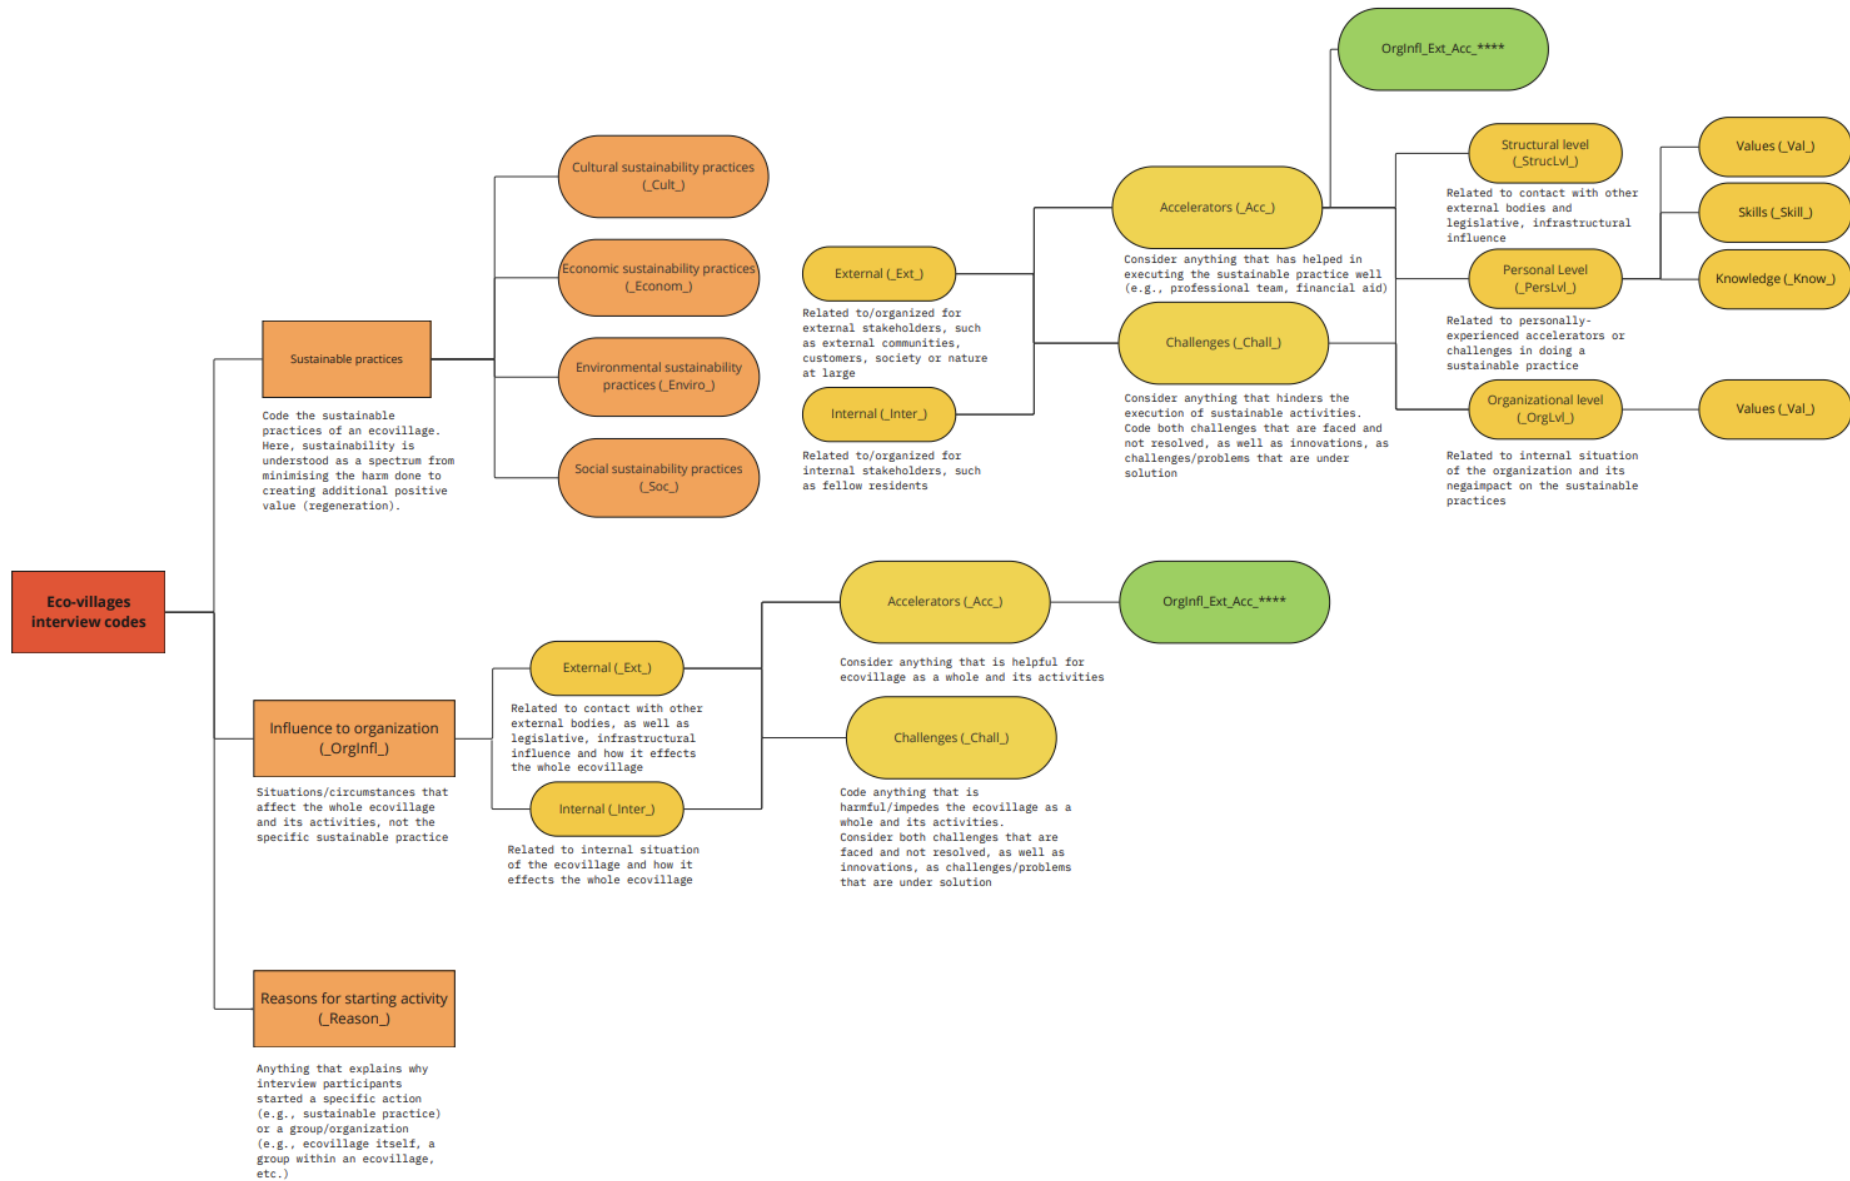 OrgInfl_Ext_Acc_****
Cultural sustainability practices
(_Cult_)
Economic sustainability practices
(_Econom_)
Environmental sustainability
practices (_Enviro_)
Social sustainability practices
(_Soc_)
Sustainable practices
Code the sustainable
practices of an ecovillage.
Here, sustainability is
understood as a spectrum from
minimising the harm done to
creating additional positive
value (regeneration).
External (_Ext_)
Related to/organized for
external stakeholders, such
as external communities,
customers, society or nature
at large
Internal (_Inter_)
Related to/organized for
internal stakeholders, such
as fellow residents
Accelerators (_Acc_)
Consider anything that has helped in
executing the sustainable practice well
(e.g., professional team, financial aid)
Challenges (_Chall_)
Consider anything that hinders the
execution of sustainable activities.
Code both challenges that are faced and
not resolved, as well as innovations, as
challenges/problems that are under
solution
Structural level
(_StrucLvl_)
Related to contact with other
external bodies and
legislative, infrastructural
influence
Personal Level
(_PersLvl_)
Related to personally-
experienced accelerators or
challenges in doing a
sustainable practice
Organizational level
(_OrgLvl_)
Related to internal situation
of the organization and its
negaimpact on the sustainable
practices
Values (_Val_)
Skills (_Skill_)
Knowledge (_Know_)
Values (_Val_)
Eco-villages
interview codes
Influence to organization
(_OrgInfl_)
Situations/circumstances that
affect the whole ecovillage
and its activities, not the
specific sustainable practice
External (_Ext_)
Related to contact with other
external bodies, as well as
legislative, infrastructural
influence and how it effects
the whole ecovillage
Internal (_Inter_)
Related to internal situation
of the ecovillage and how it
effects the whole ecovillage
Accelerators (_Acc_)
Consider anything that is helpful for
ecovillage as a whole and its activities
OrgInfl_Ext_Acc_****
Challenges (_Chall_)
Code anything that is
harmful/impedes the ecovillage as a
whole and its activities.
Consider both challenges that are
faced and not resolved, as well as
innovations, as challenges/problems
that are under solution
Reasons for starting activity
(_Reason_)
Anything that explains why
interview participants
started a specific action
(e.g., sustainable practice)
or a group/organization
(e.g., ecovillage itself, a
group within an ecovillage,
etc.)